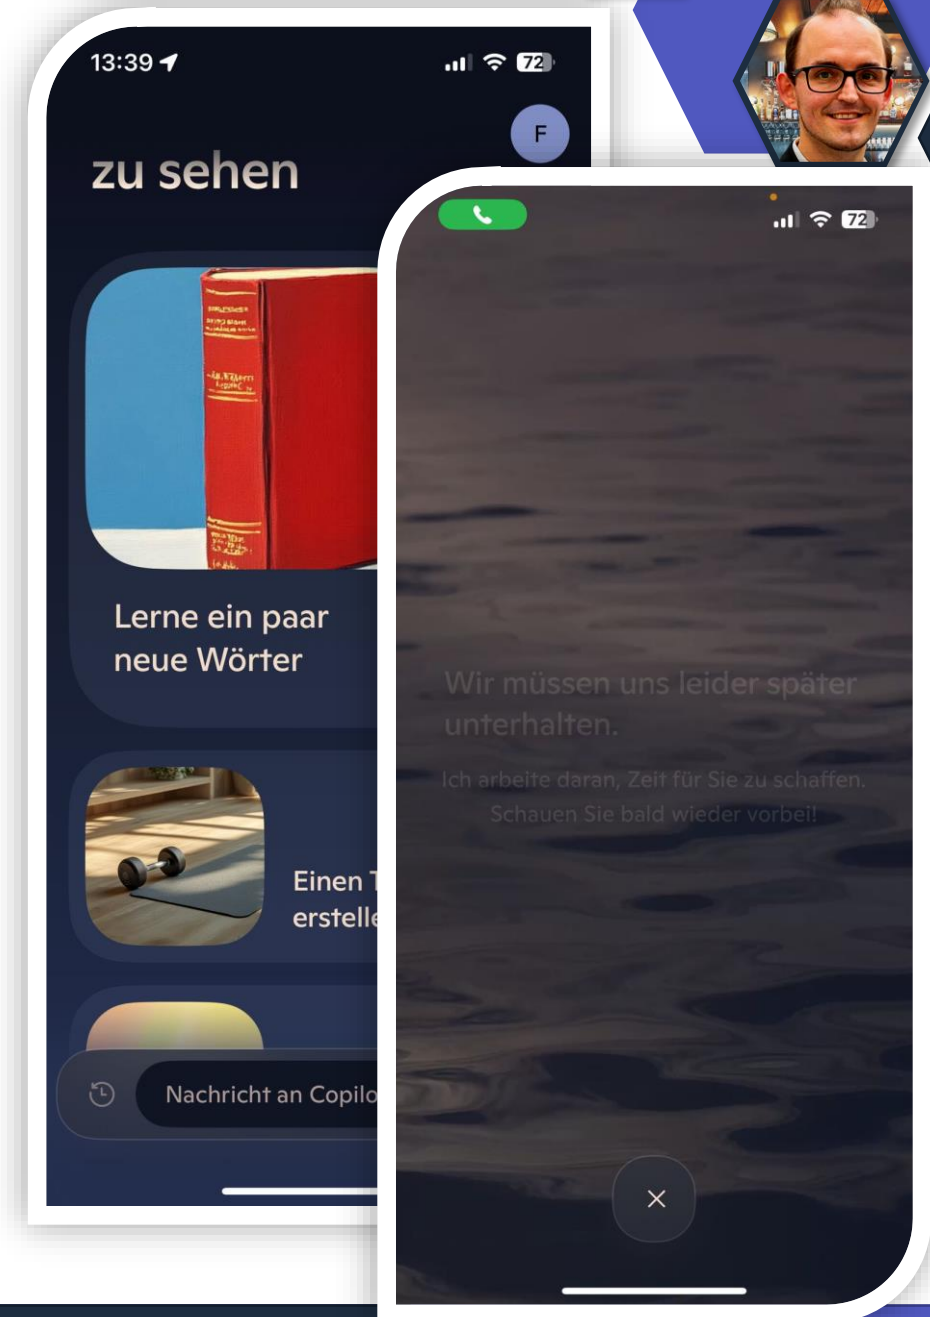 13:39
72
F
zu sehen
Lerne ein paar
neue Wörter
Einen
erstelle
Nachricht an Copilo
72
Wir müssen uns leider später
unterhalten.
Ich arbeite daran, Zeit für Sie zu schaffen.
Schauen Sie bald wieder vorbei!